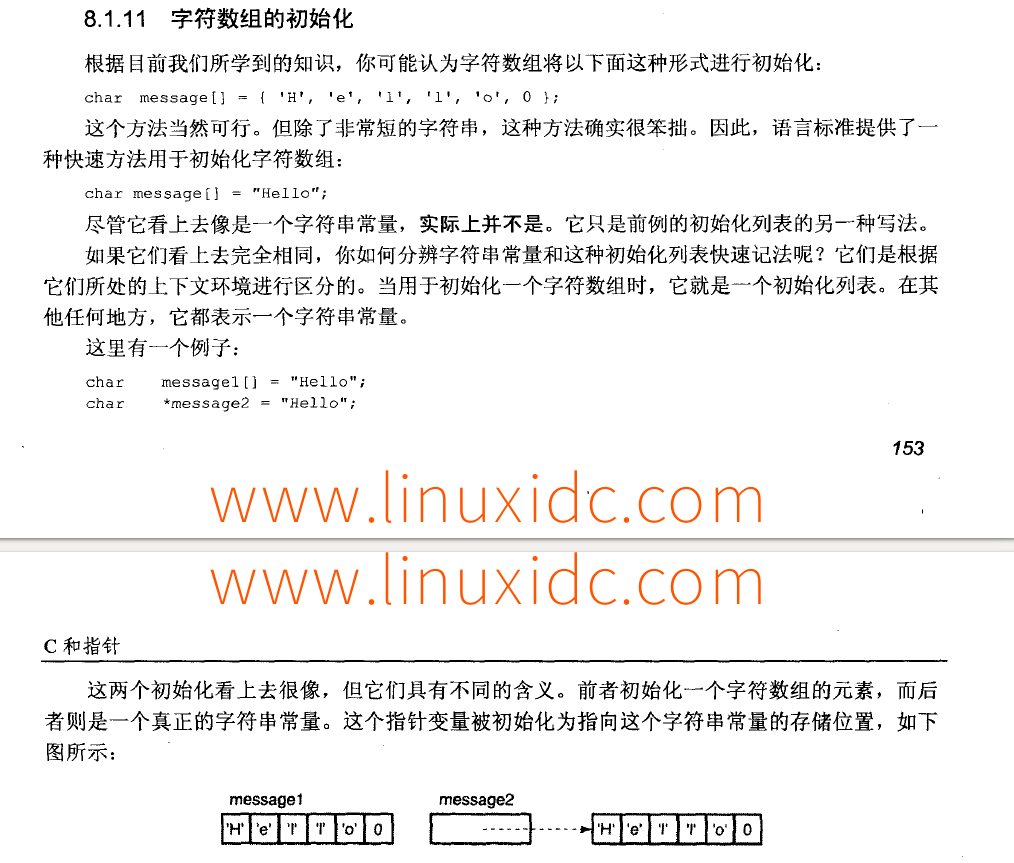 8.1.11 字符数组的初始化
根据目前我们所学到的知识，你可能认为字符数组将以下面这种形式进行初始化：
char message[] = { 'H', 'e', 'l', 'l', 'o', 0 };
这个方法当然可行。但除了非常短的字符串，这种方法确实很笨拙。因此，语言标准提供了一
种快速方法用于初始化字符数组：
char message[] = "Hello";
尽管它看上去像是一个字符串常量，实际上并不是。它只是前例的初始化列表的另一种写法。
如果它们看上去完全相同，你如何分辨字符串常量和这种初始化列表快速记法呢？它们是根据
它们所处的上下文环境进行区分的。当用于初始化一个字符数组时，它就是一个初始化列表。在其
他任何地方，它都表示一个字符串常量。
这里有一个例子：
char message1[] = "Hello";
char *message2 = "Hello";
153
www.linuxidc.com
www.linuxidc.com
C 和指针
这两个初始化看上去很像，但它们具有不同的含义。前者初始化一个字符数组的元素，而后
者则是一个真正的字符串常量。这个指针变量被初始化为指向这个字符串常量的存储位置，如下
图所示：
message1 message2
'H' 'e' 'l' 'l' 'o' 0 'H' 'e' 'l' 'l' 'o' 0